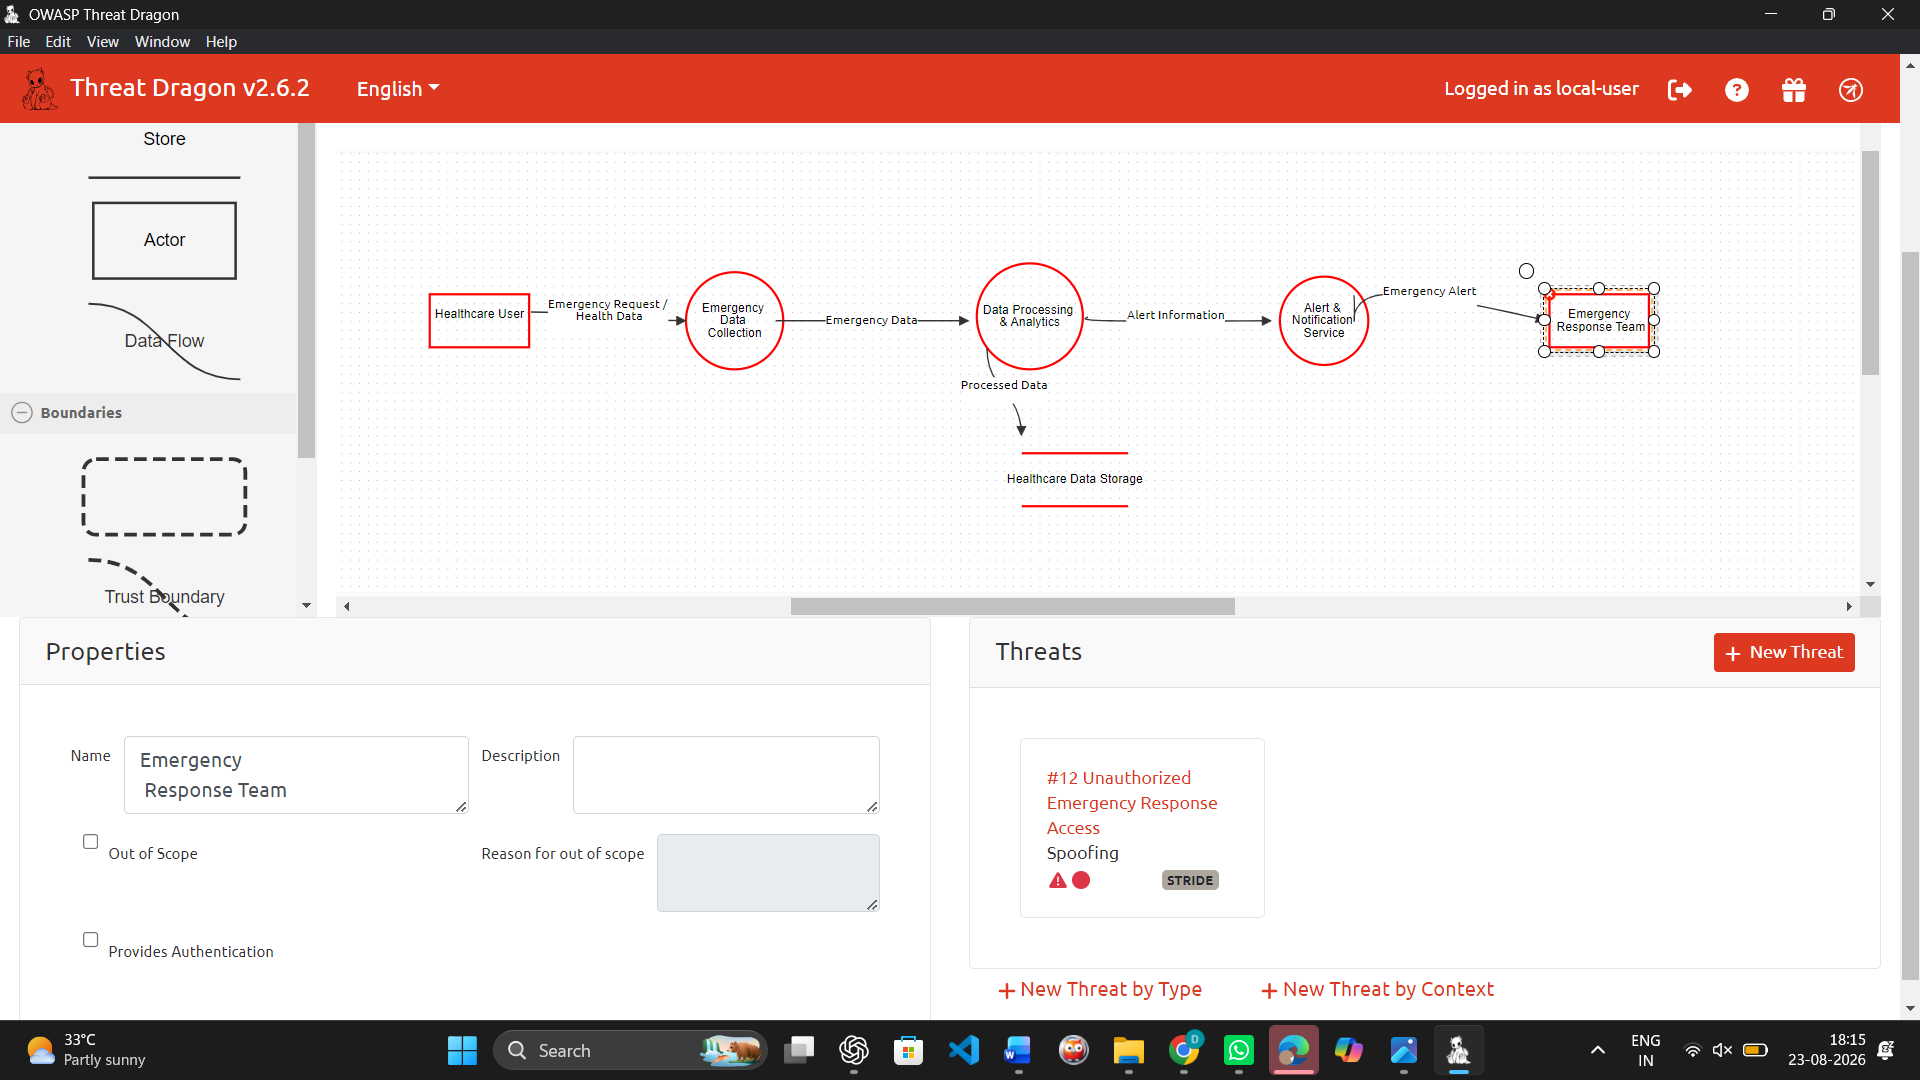 OWASP Threat Dragon
File Edit View Window Help
Threat Dragon v2.6.2
English
Logged in as local-user
Store
Actor
Data Flow
Boundaries
Trust Boundary
Healthcare User
Emergency Request /
Health Data
Emergency
Data
Collection
Emergency Data
Data Processing
& Analytics
Alert Information
Alert &
Notification
Service
Emergency Alert
Emergency
Response Team
Processed Data
Healthcare Data Storage
Properties
Name
Emergency
Response Team
Description
Out of Scope
Reason for out of scope
Provides Authentication
Threats
+ New Threat
#12 Unauthorized
Emergency Response
Access
Spoofing
STRIDE
+ New Threat by Type
+ New Threat by Context
33°C
Partly sunny
Search
D
ENG
IN
18:15
23-08-2026